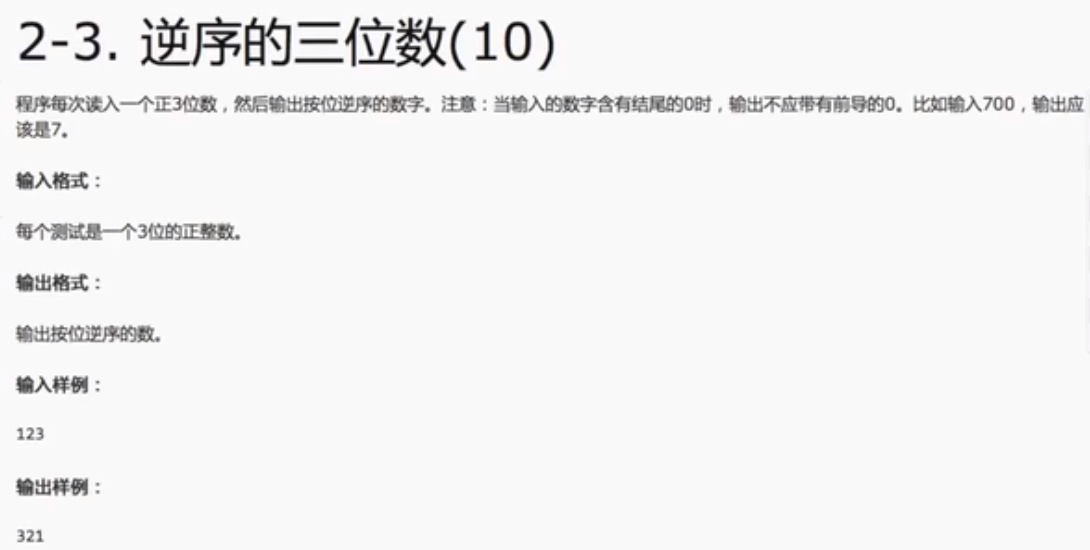 2-3. 逆序的三位数(10)
程序每次读入一个正3位数，然后输出按位逆序的数字。注意：当输入的数字含有结尾的0时，输出不应带有前导的0。比如输入700，输出应
该是7。
输入格式：
每个测试是一个3位的正整数。
输出格式：
输出按位逆序的数。
输入样例：
123
输出样例：
321